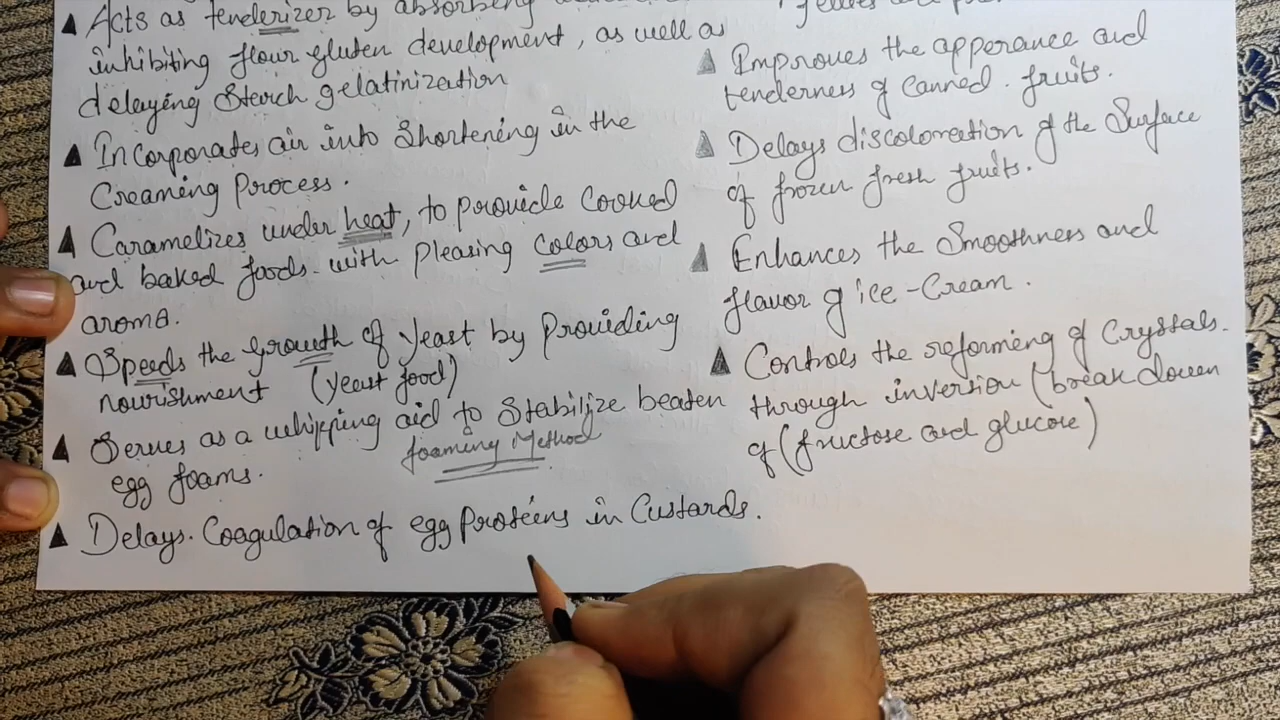 Acts as tenderizer by absorbing
inhibiting flour gluten development, as well as
delaying Starch gelatinization
Incorporates air into Shortening in the
Creaming Process.
Caramelizes under heat, to provide Cooked
and baked foods. with pleasing Colors and
aroma.
Speeds the growth of yeast by Providing
nourishment (yeast food)
Serves as a whipping aid to Stabilize beaten
egg foams.
foaming Method
Delays. Coagulation of egg Proteins in Custards.
Improves the apperance and
tenderness of Canned. fruits.
Delays discoloration of the Surface
of frozen fresh fruits.
Enhances the Smoothness and
flavor of ice-Cream.
Controls the reforming of Crystals.
through inversion (break down
of (fructose and glucose)